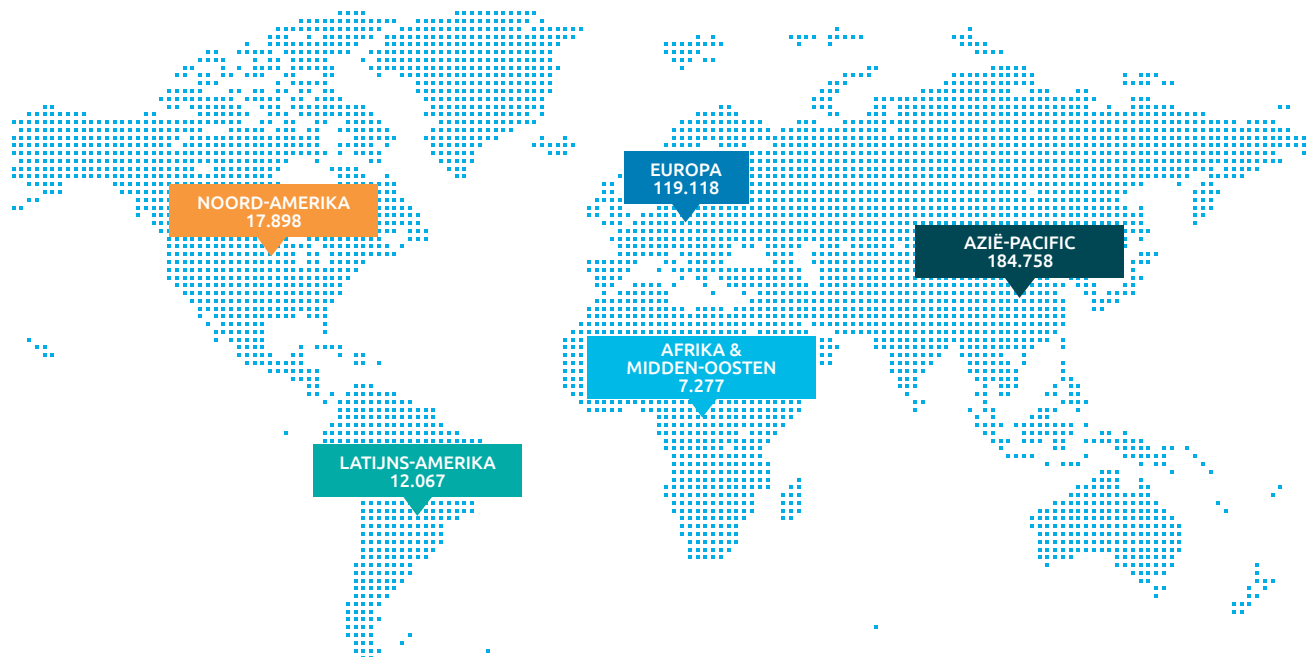 EUROPA
119.118
NOORD-AMERIKA
17.898
AZIË-PACIFIC
184.758
AFRIKA &
MIDDEN-OOSTEN
7.277
LATIJNS-AMERIKA
12.067